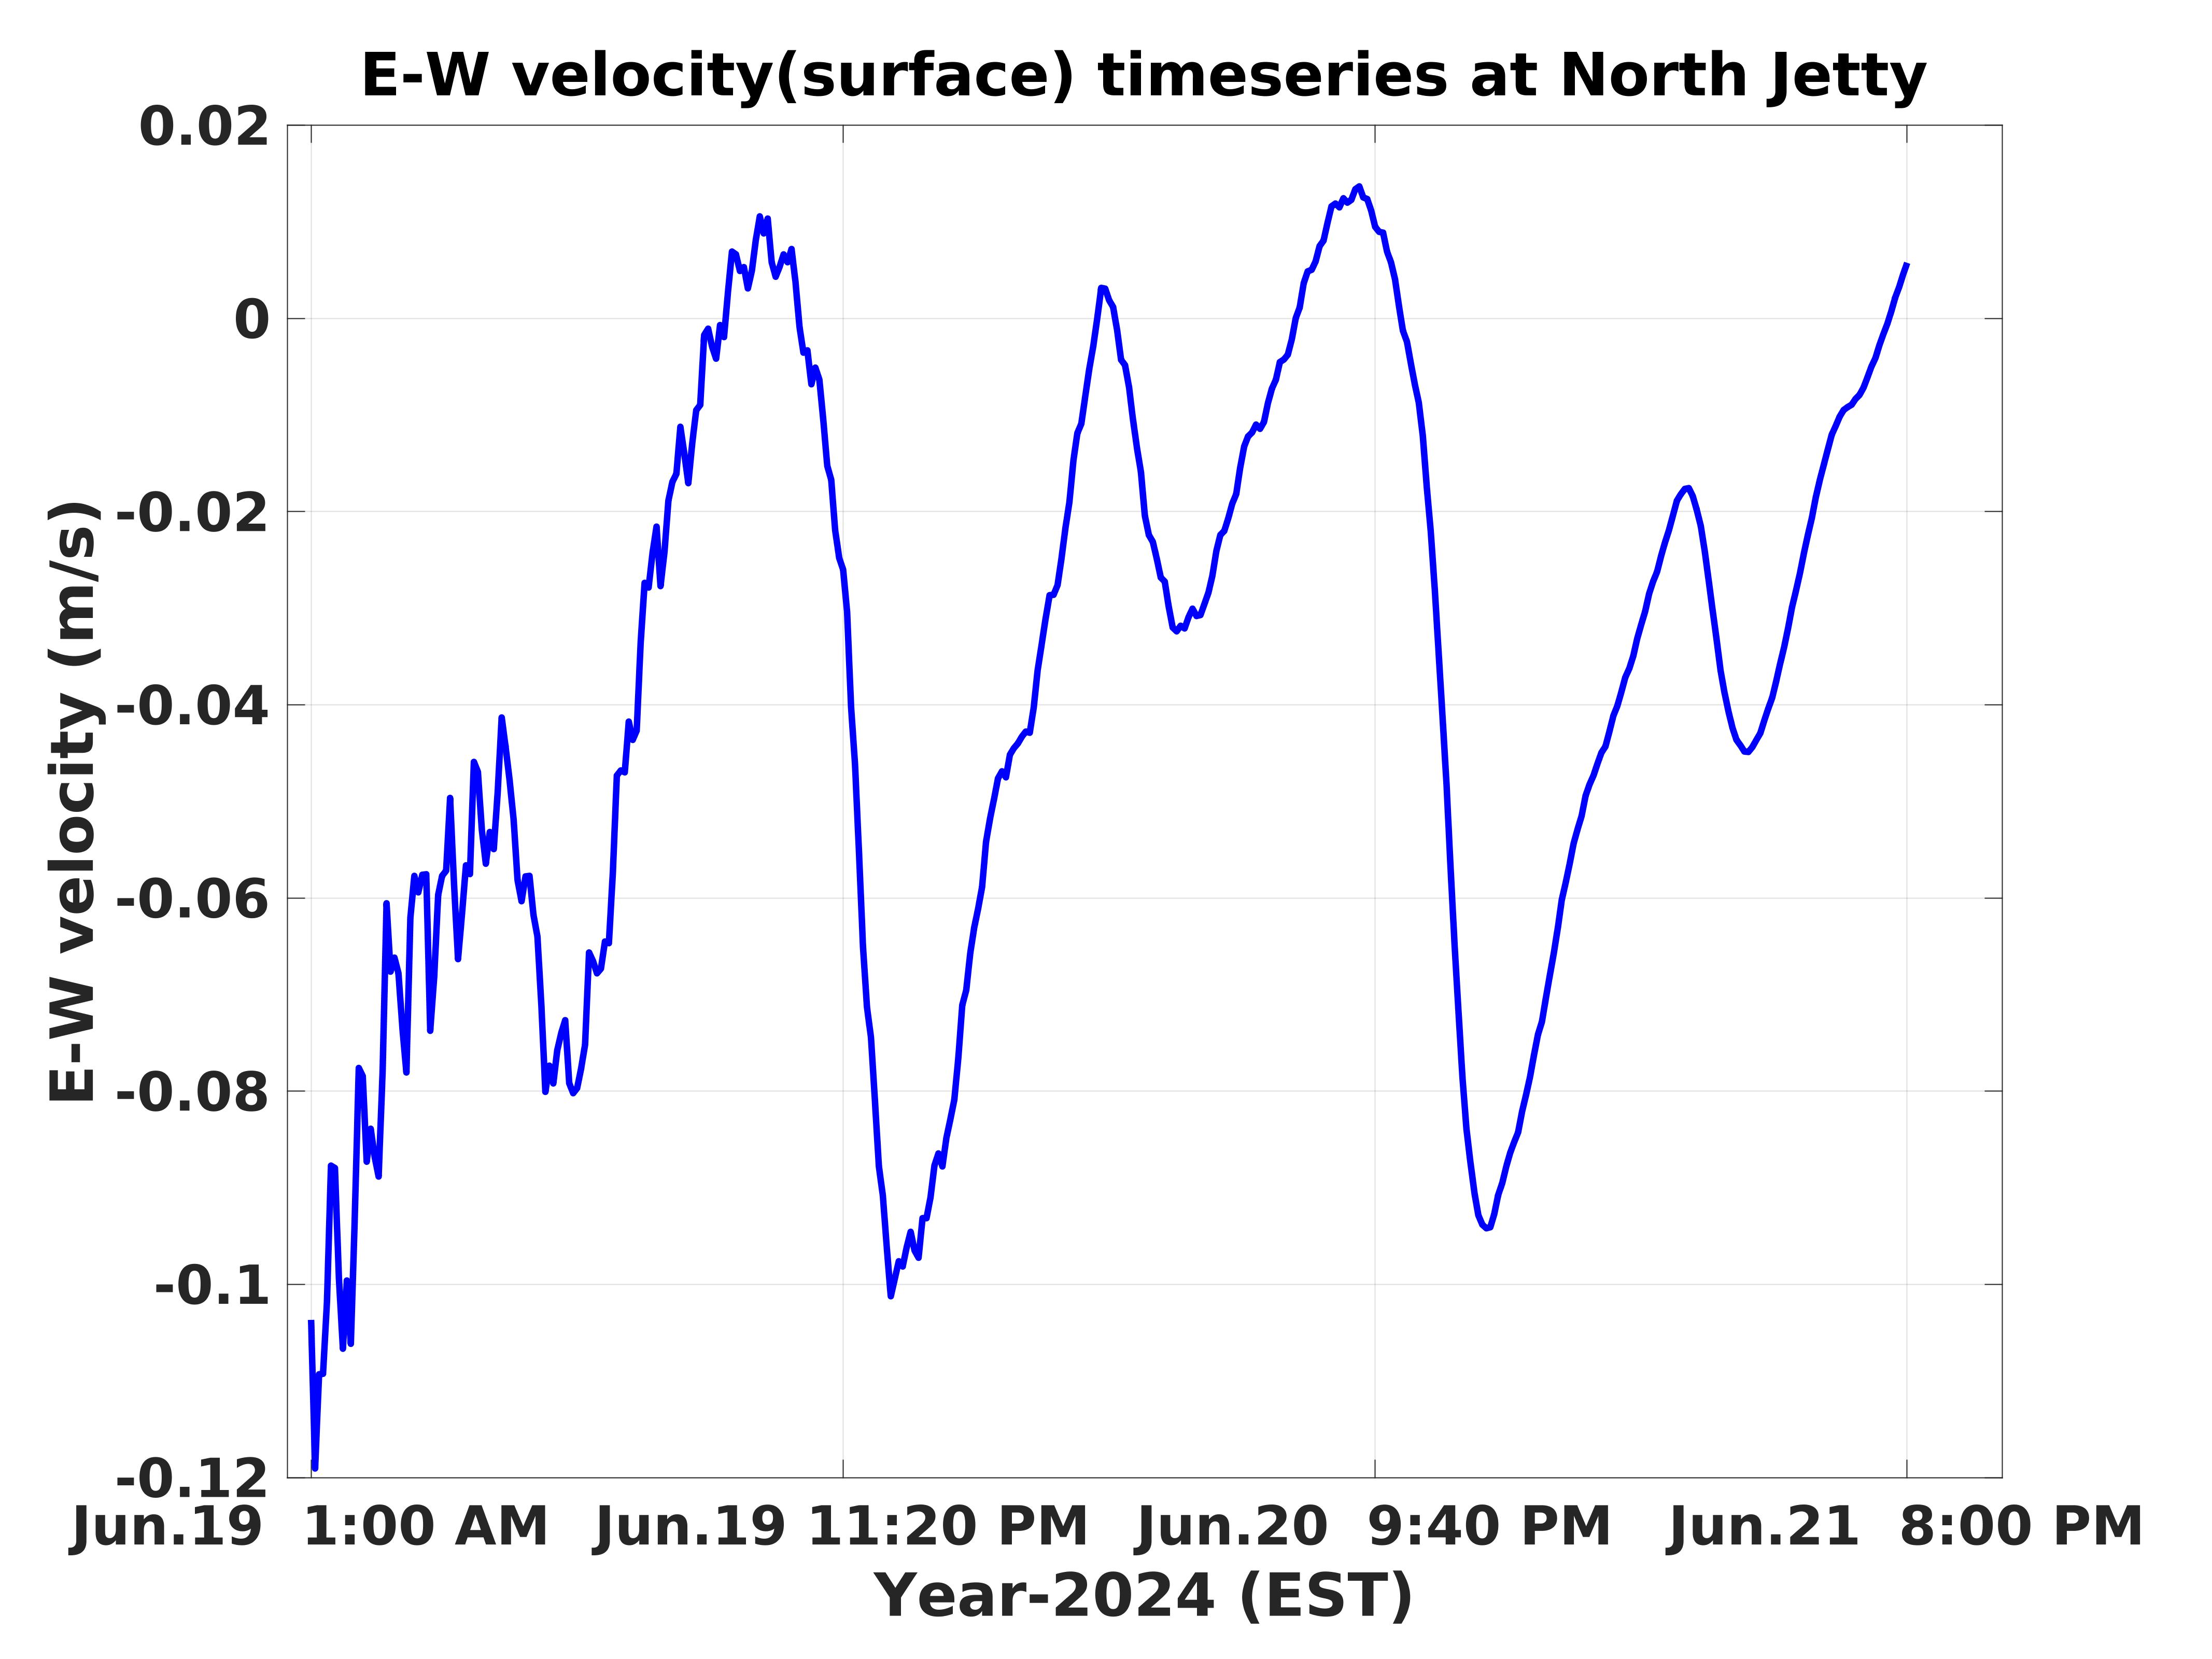 E-W velocity(surface) timeseries at North Jetty
E-W velocity (m/s)
0.02
0
-0.02
-0.04
-0.06
-0.08
-0.1
-0.12
Jun.19 1:00 AM Jun.19 11:20 PM Jun.20 9:40 PM Jun.21 8:00 PM
Year-2024 (EST)